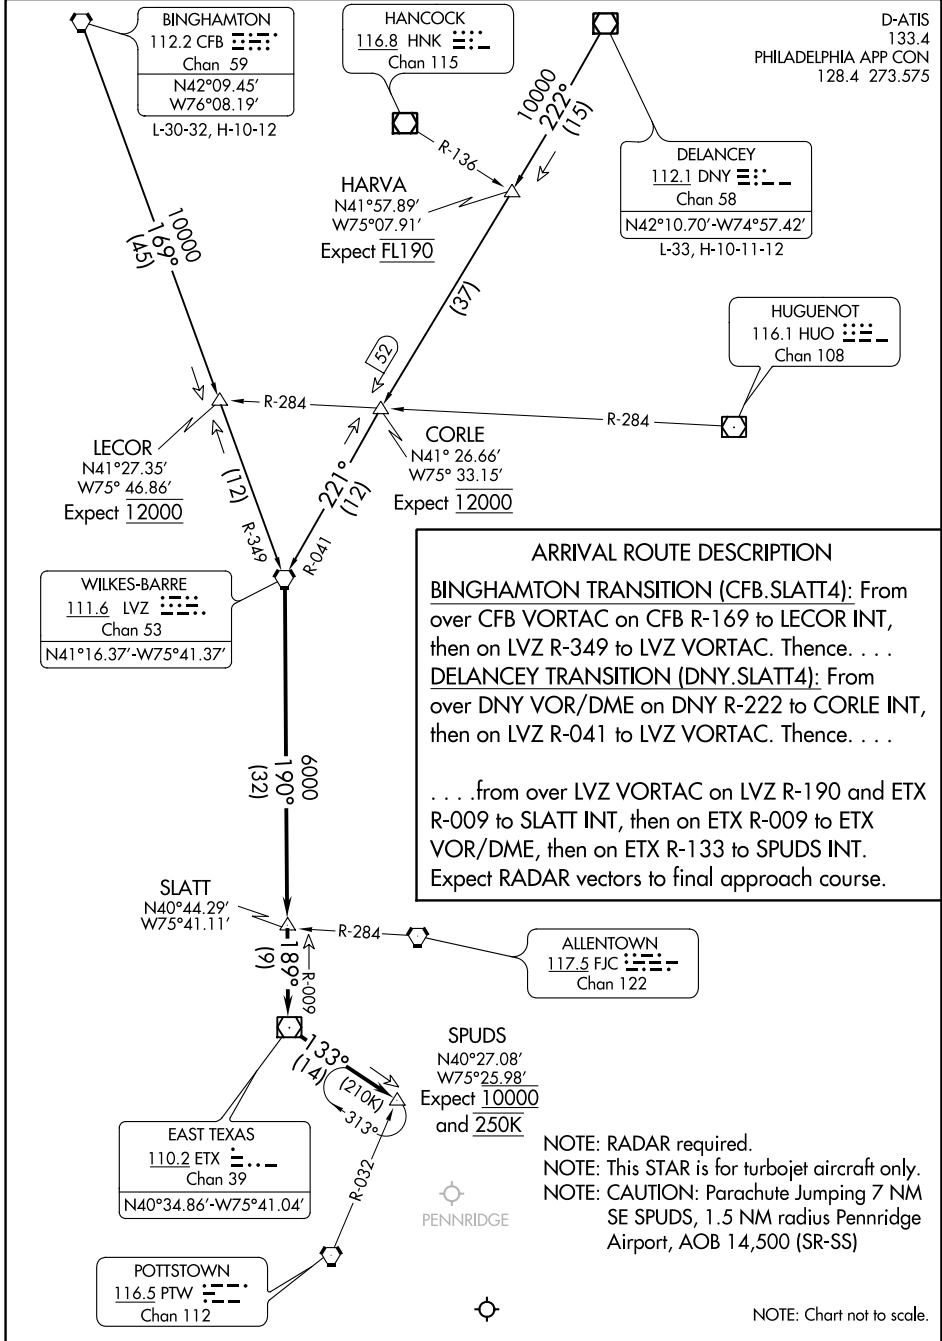 BINGHAMTON
112.2 CFB
Chan 59
N42°09.45′
W76°08.19′
L-30-32, H-10-12
HANCOCK
116.8 HNK
Chan 115
D-ATIS
133.4
PHILADELPHIA APP CON
128.4 273.575
10000
222°
(15)
R-136
DELANCEY
112.1 DNY
Chan 58
N42°10.70′-W74°57.42′
L-33, H-10-11-12
HARVA
N41°57.89′
W75°07.91′
Expect FL190
10000
169°
(45)
(37)
52
HUGUENOT
116.1 HUO
Chan 108
R-284
R-284
LECOR
N41°27.35′
W75° 46.86′
Expect 12000
CORLE
N41° 26.66′
W75° 33.15′
Expect 12000
(12)
R-349
221°
(12)
R-041
WILKES-BARRE
111.6 LVZ
Chan 53
N41°16.37′-W75°41.37′
ARRIVAL ROUTE DESCRIPTION
BINGHAMTON TRANSITION (CFB.SLATT4): From
over CFB VORTAC on CFB R-169 to LECOR INT,
then on LVZ R-349 to LVZ VORTAC. Thence. . . .
DELANCEY TRANSITION (DNY.SLATT4): From
over DNY VOR/DME on DNY R-222 to CORLE INT,
then on LVZ R-041 to LVZ VORTAC. Thence. . . .
. . . .from over LVZ VORTAC on LVZ R-190 and ETX
R-009 to SLATT INT, then on ETX R-009 to ETX
VOR/DME, then on ETX R-133 to SPUDS INT.
Expect RADAR vectors to final approach course.
6000
190°
(32)
SLATT
N40°44.29′
W75°41.11′
R-284
ALLENTOWN
117.5 FJC
Chan 122
189°
(9)
R-009
133°
(14)
(210K)
313°
SPUDS
N40°27.08′
W75°25.98′
Expect 10000
and 250K
EAST TEXAS
110.2 ETX
Chan 39
N40°34.86′-W75°41.04′
R-032
PENNRIDGE
NOTE: RADAR required.
NOTE: This STAR is for turbojet aircraft only.
NOTE: CAUTION: Parachute Jumping 7 NM
SE SPUDS, 1.5 NM radius Pennridge
Airport, AOB 14,500 (SR-SS)
POTTSTOWN
116.5 PTW
Chan 112
NOTE: Chart not to scale.